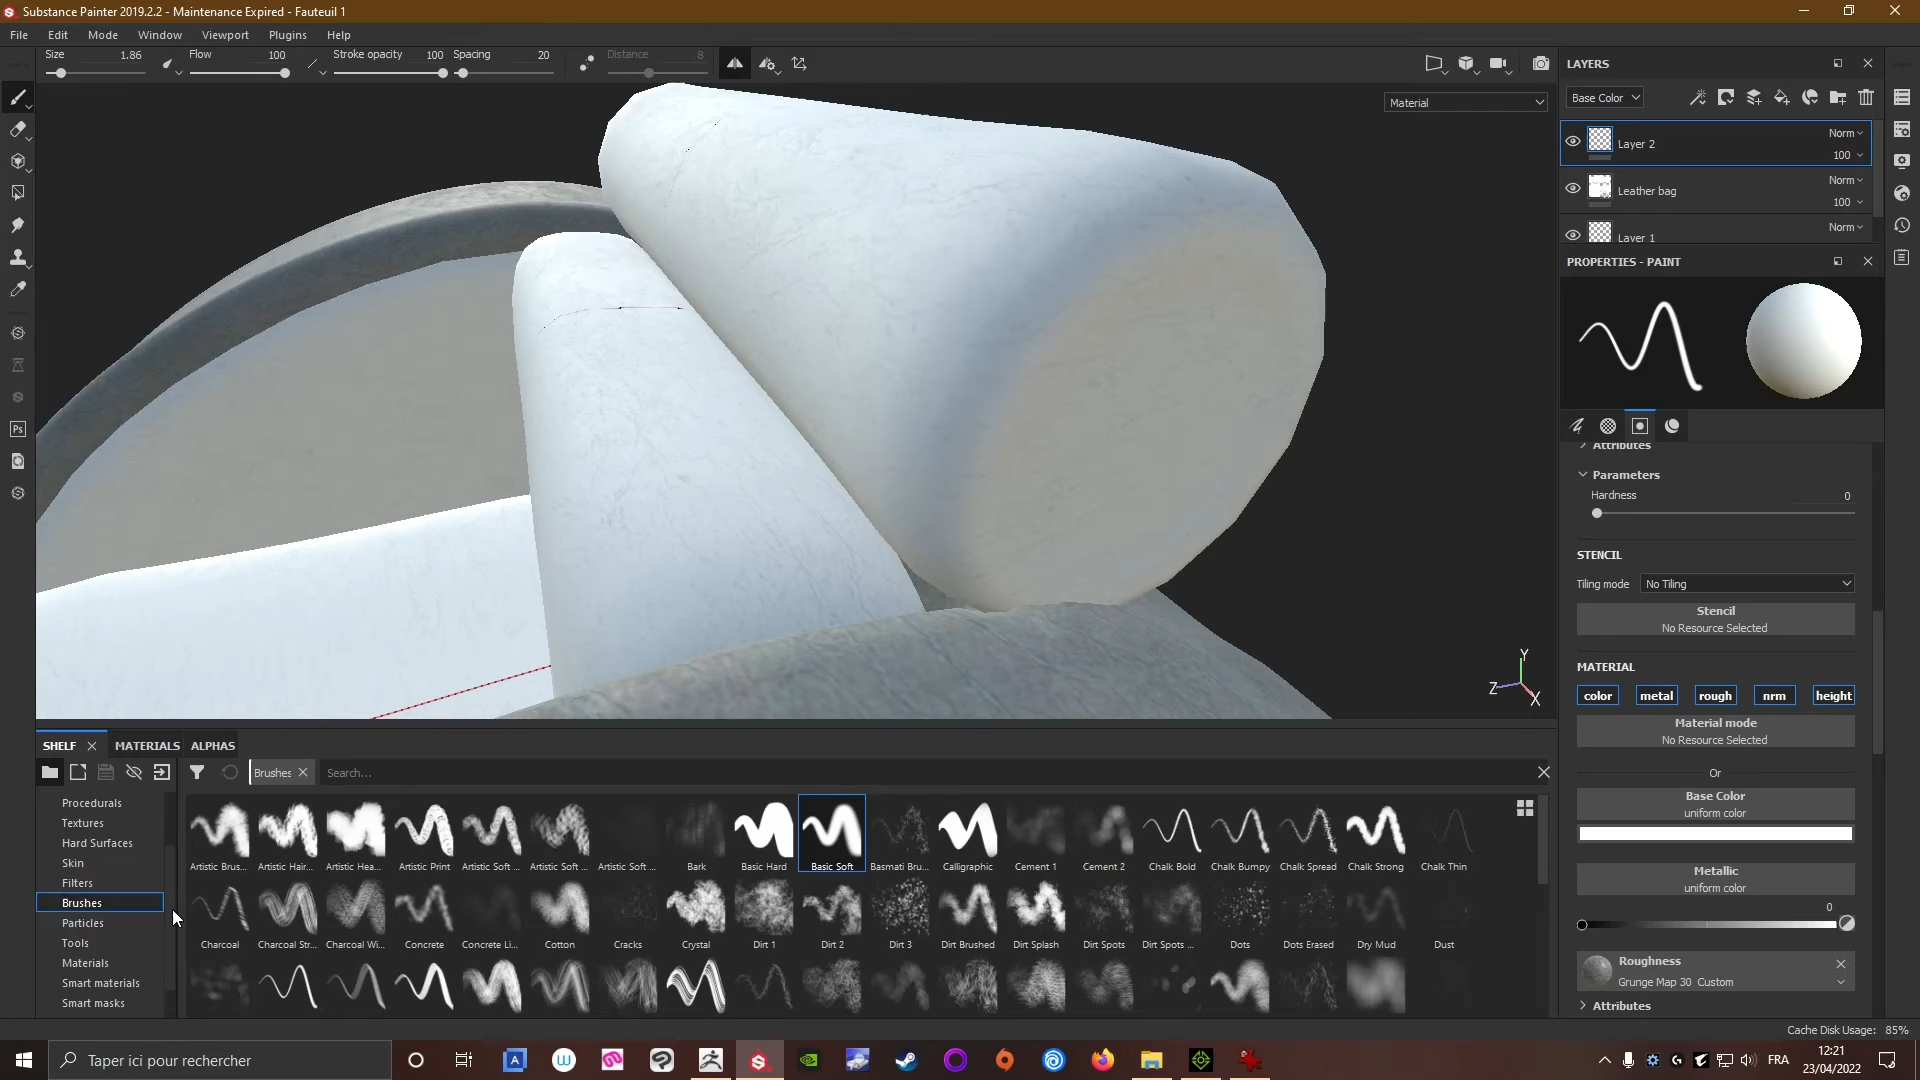 Substance Painter 2019.2.2 - Maintenance Expired - Fauteuil 1
File Edit Mode Window Viewport Plugins Help
Size 1.86 Flow 100 Stroke opacity 100 Spacing 20 Distance 8
Material
Y
Z
X
LAYERS
Base Color
Layer 2 Norm 100
Leather bag Norm 100
Layer 1 Norm
PROPERTIES - PAINT
Attributes
Parameters
Hardness 0
STENCIL
Tiling mode No Tiling
Stencil
No Resource Selected
MATERIAL
color metal rough nrm height
Material mode
No Resource Selected
Or
Base Color
uniform color
Metallic
uniform color
0
Roughness
Grunge Map 30 Custom
Attributes
SHELF MATERIALS ALPHAS
Brushes Search...
Procedurals
Textures
Hard Surfaces
Skin
Filters
Brushes
Particles
Tools
Materials
Smart materials
Smart masks
Artistic Brus... Artistic Hair... Artistic Hea... Artistic Print Artistic Soft ... Artistic Soft ... Artistic Soft ... Bark Basic Hard Basic Soft Basmati Bru... Calligraphic Cement 1 Cement 2 Chalk Bold Chalk Bumpy Chalk Spread Chalk Strong Chalk Thin
Charcoal Charcoal Str... Charcoal Wi... Concrete Concrete Li... Cotton Cracks Crystal Dirt 1 Dirt 2 Dirt 3 Dirt Brushed Dirt Splash Dirt Spots Dirt Spots ... Dots Dots Erased Dry Mud Dust
Cache Disk Usage: 85%
Ps
Taper ici pour rechercher
FRA
12:21
23/04/2022